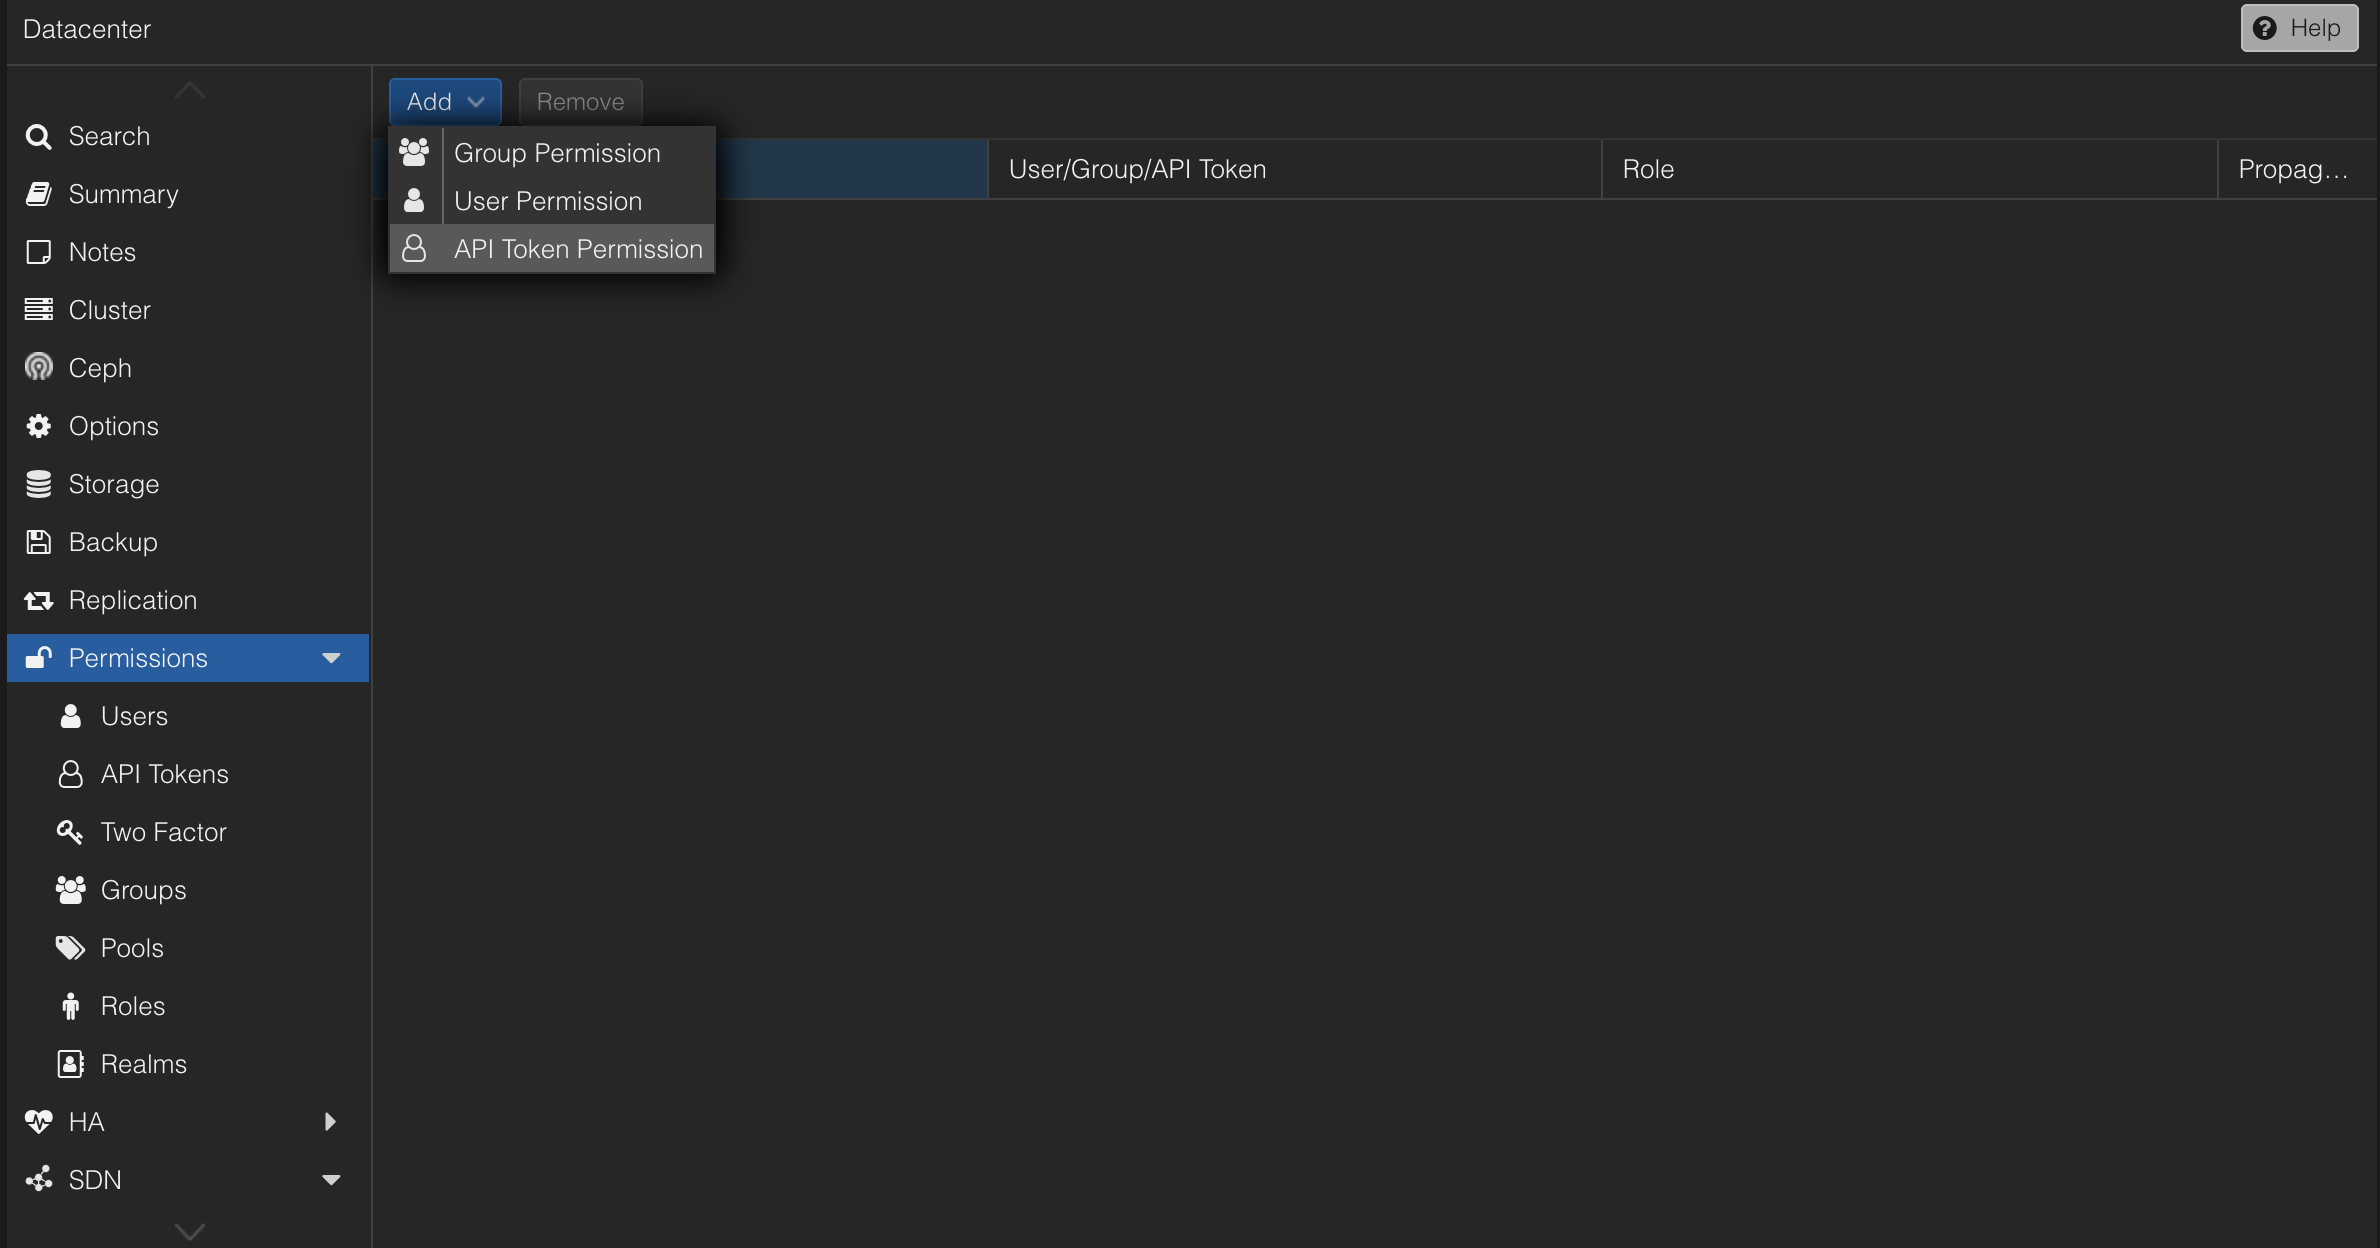 Datacenter
Help
Search
Summary
Notes
Cluster
Ceph
Options
Storage
Backup
Replication
Permissions
Users
API Tokens
Two Factor
Groups
Pools
Roles
Realms
HA
SDN
Add
Remove
Group Permission
User Permission
API Token Permission
User/Group/API Token
Role
Propag...